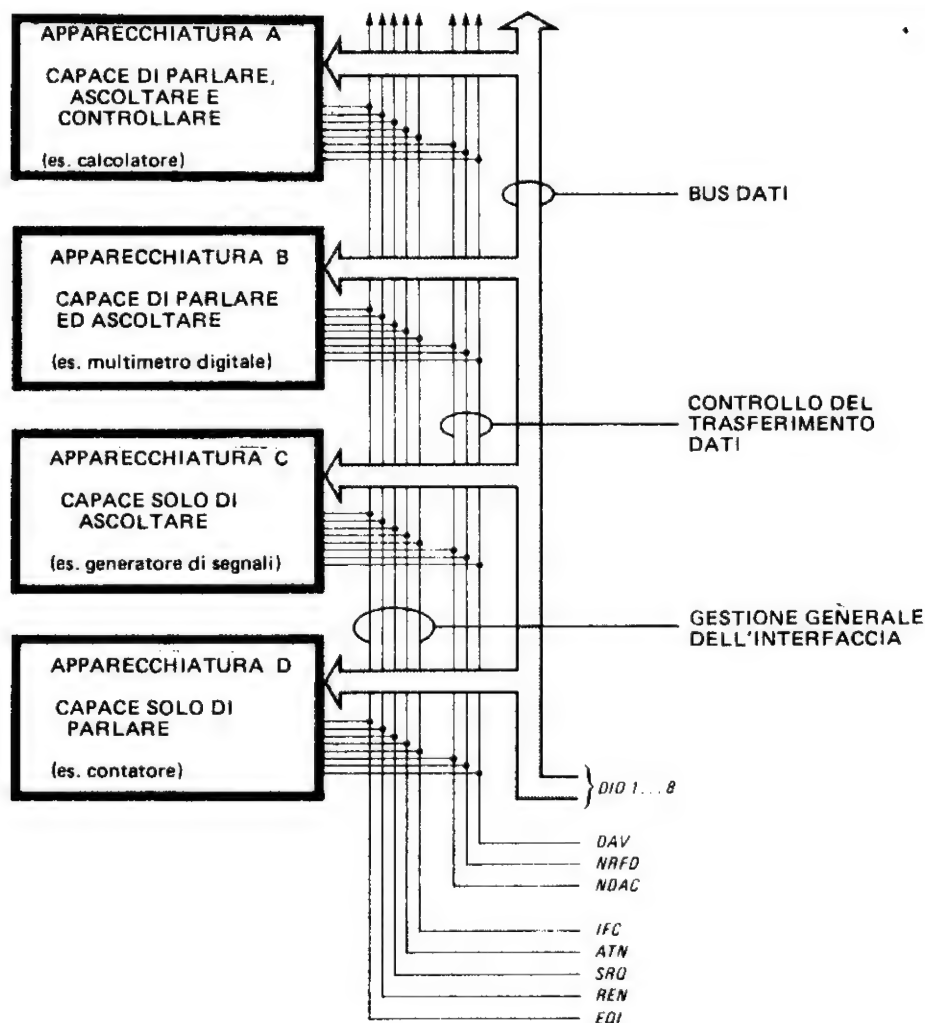 APPARECCHIATURA A
CAPACE DI PARLARE,
ASCOLTARE E
CONTROLLARE
(es. calcolatore)
BUS DATI
APPARECCHIATURA B
CAPACE DI PARLARE
ED ASCOLTARE
(es. multimetro digitale)
CONTROLLO DEL
TRASFERIMENTO
DATI
APPARECCHIATURA C
CAPACE SOLO DI
ASCOLTARE
(es. generatore di segnali)
GESTIONE GENERALE
DELL'INTERFACCIA
APPARECCHIATURA D
CAPACE SOLO DI
PARLARE
(es. contatore)
DIO 1...8
DAV
NRFD
NDAC
IFC
ATN
SRQ
REN
EOI